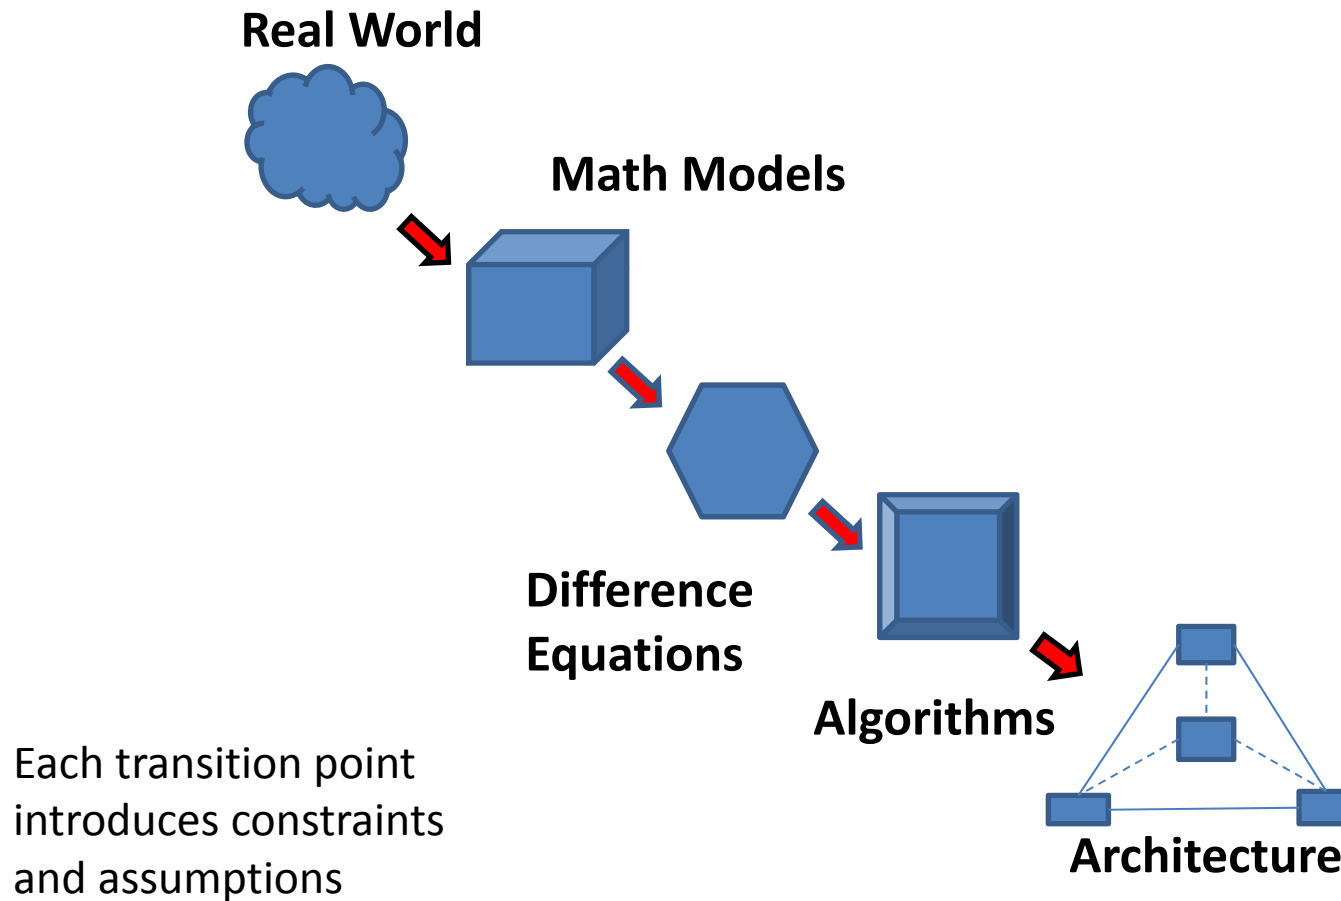 Real World
Math Models
Difference
Equations
Algorithms
Each transition point
introduces constraints
and assumptions
Architecture